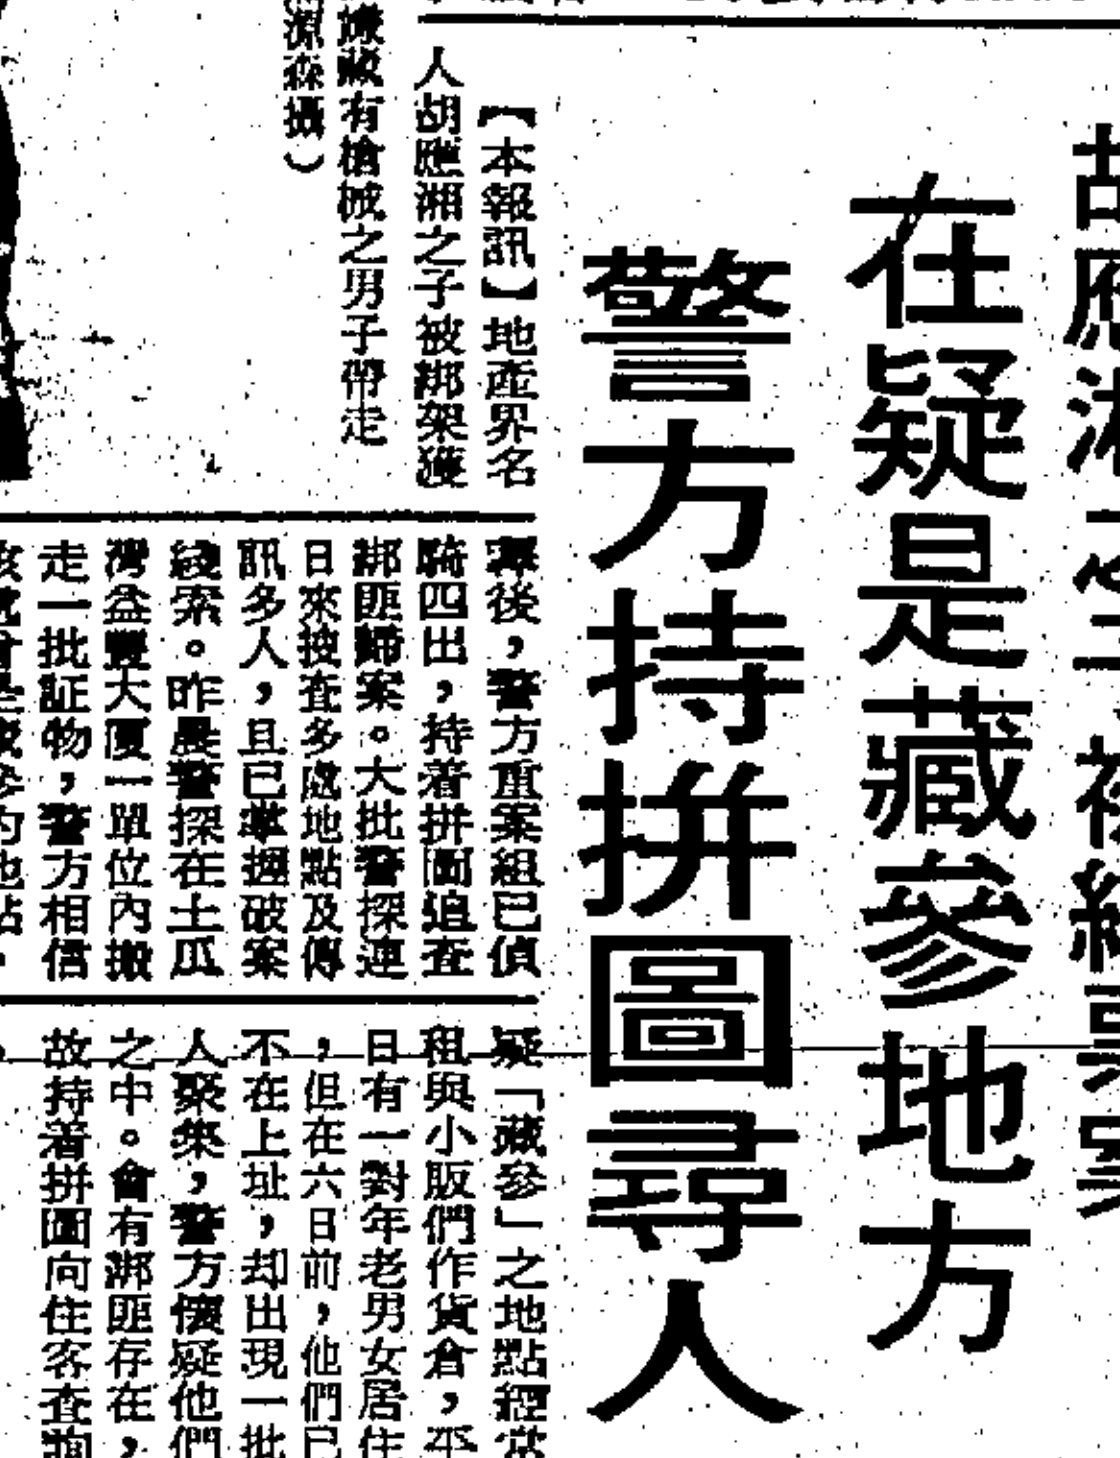 在疑是藏參地方
警方持拼圖尋人
【本報訊】地產界名
人胡應湘之子被綁架獲
釋後，警方重案組已偵
騎四出，持着拼圖追查
綁匪歸案。大批警探連
日來搜查多處地點及傳
訊多人，且已掌握破案
綫索。昨晨警探在土瓜
灣益豐大厦一單位內搬
走一批証物，警方相信
疑「藏參」之地點經常
租與小販們作貨倉，平
日有一對年老男女居住
，但在六日前，他們已
不在上址，却出現一批
人聚集，警方懷疑他們
之中。會有綁匪存在，
故持着拼圖向住客查詢
藏有槍械之男子帶走
源森攝）